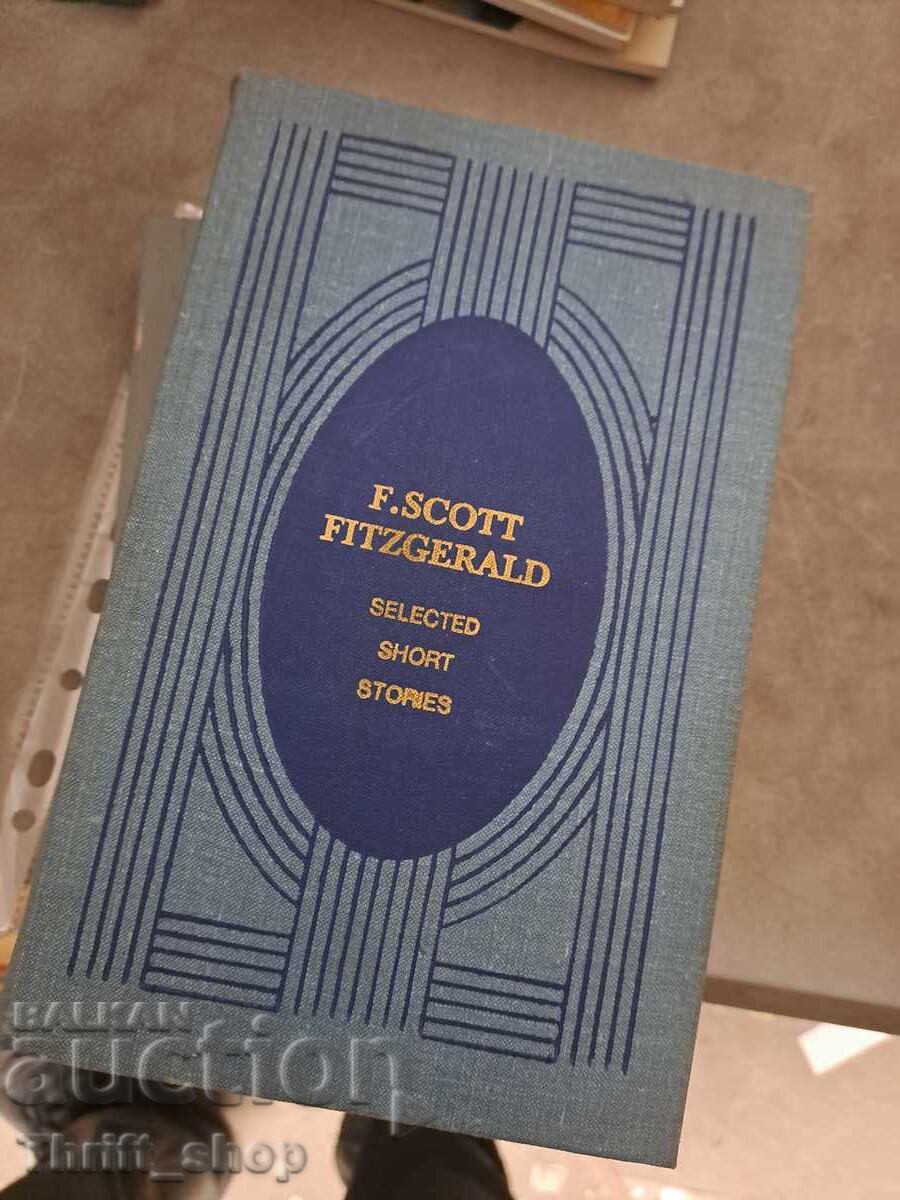 F. SCOTT
FITZGERALD
SELECTED
SHORT
STORIES
BALKAN
auction
Thrift_shop